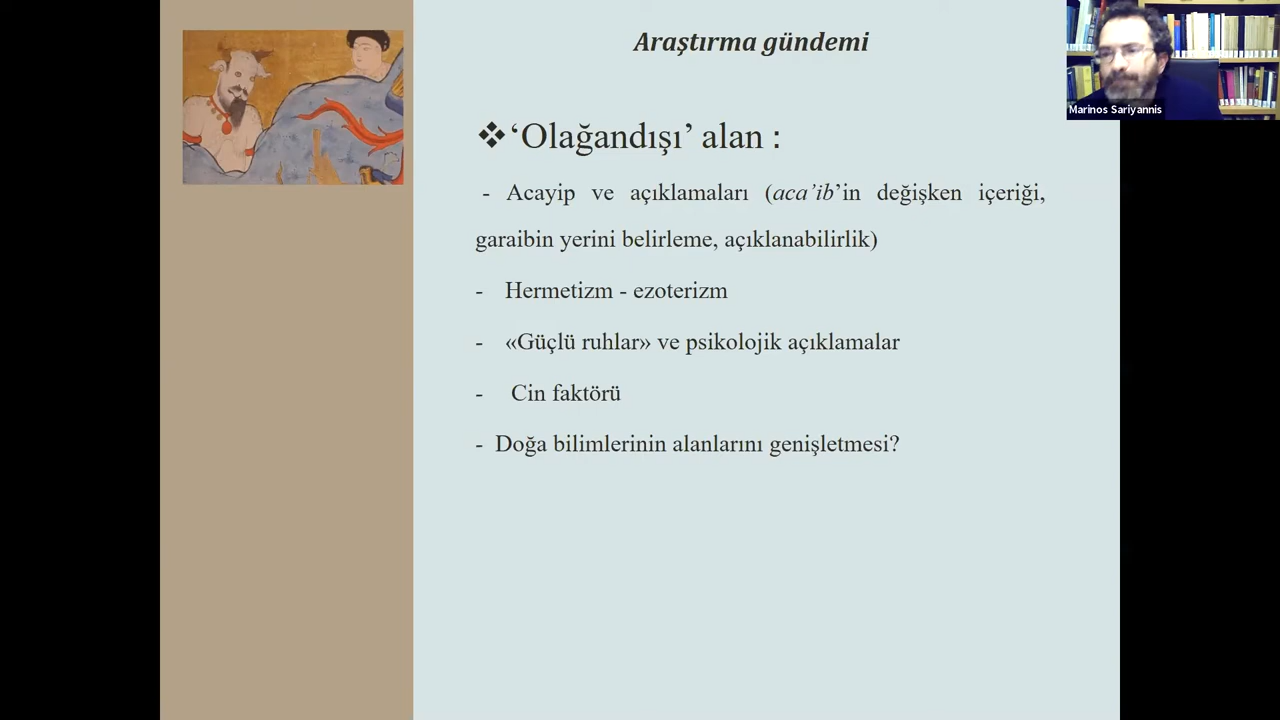 Araştırma gündemi
Marinos Sariyannis
❖‘Olağandışı’ alan :
- Acayip ve açıklamaları (aca’ib’in değişken içeriği,
garaibin yerini belirleme, açıklanabilirlik)
- Hermetizm - ezoterizm
- «Güçlü ruhlar» ve psikolojik açıklamalar
- Cin faktörü
- Doğa bilimlerinin alanlarını genişletmesi?